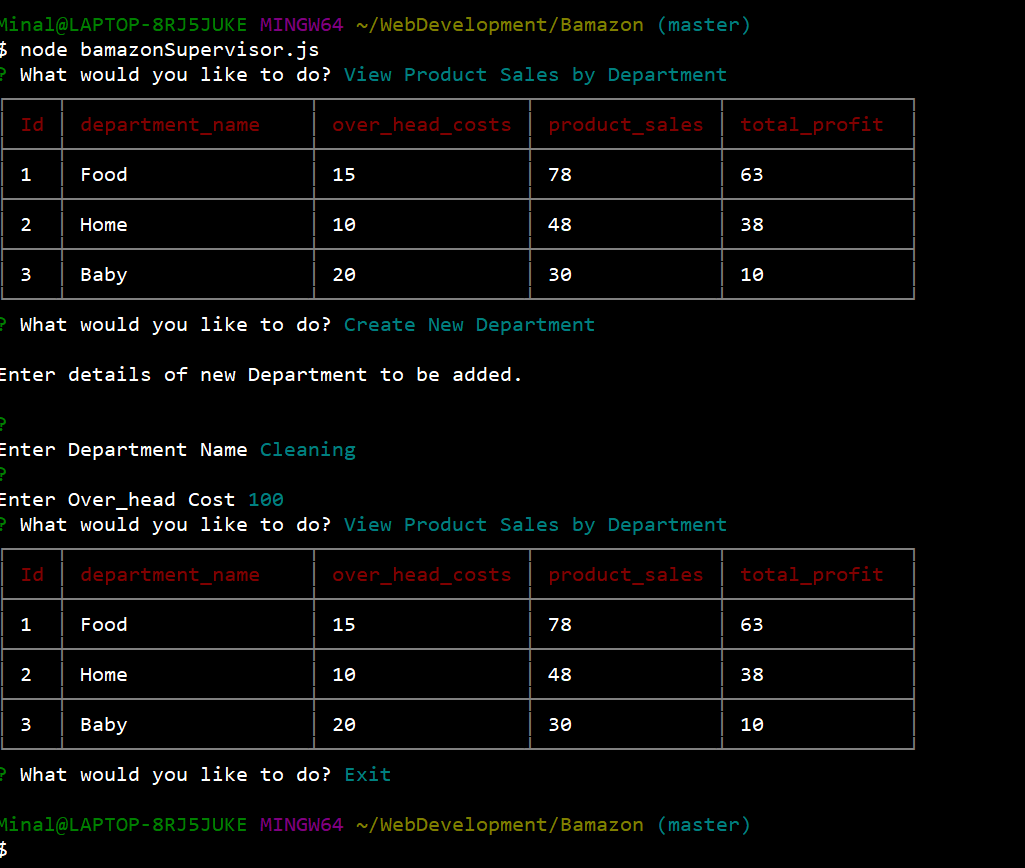 Minal@LAPTOP-8RJ5JUKE MINGW64 ~/WebDevelopment/Bamazon (master)
$ node bamazonSupervisor.js
? What would you like to do? View Product Sales by Department
Id department_name over_head_costs product_sales total_profit
1 Food 15 78 63
2 Home 10 48 38
3 Baby 20 30 10
? What would you like to do? Create New Department
Enter details of new Department to be added.
?
Enter Department Name Cleaning
?
Enter Over_head Cost 100
? What would you like to do? View Product Sales by Department
Id department_name over_head_costs product_sales total_profit
1 Food 15 78 63
2 Home 10 48 38
3 Baby 20 30 10
? What would you like to do? Exit
Minal@LAPTOP-8RJ5JUKE MINGW64 ~/WebDevelopment/Bamazon (master)
$